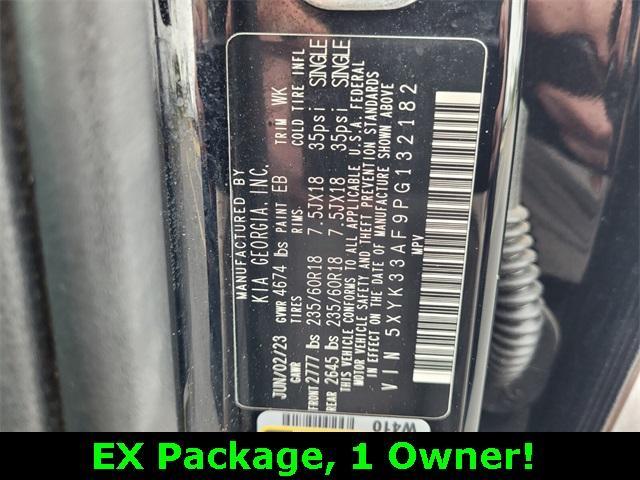 MANUFACTURED BY
KIA GEORGIA, INC.
JUN/02/23 GVWR 4674 lbs PAINT EB TRIM WK
GAWR TIRES RIMS COLD TIRE INFL
FRONT 2777 lbs 235/60R18 7.5JX18 35psi SINGLE
REAR 2645 lbs 235/60R18 7.5JX18 35psi SINGLE
THIS VEHICLE CONFORMS TO ALL APPLICABLE U.S.A. FEDERAL
MOTOR VEHICLE SAFETY AND THEFT PREVENTION STANDARDS
IN EFFECT ON THE DATE OF MANUFACTURE SHOWN ABOVE
VIN 5XYK33AF9PG132182
MPV
W410
EX Package, 1 Owner!